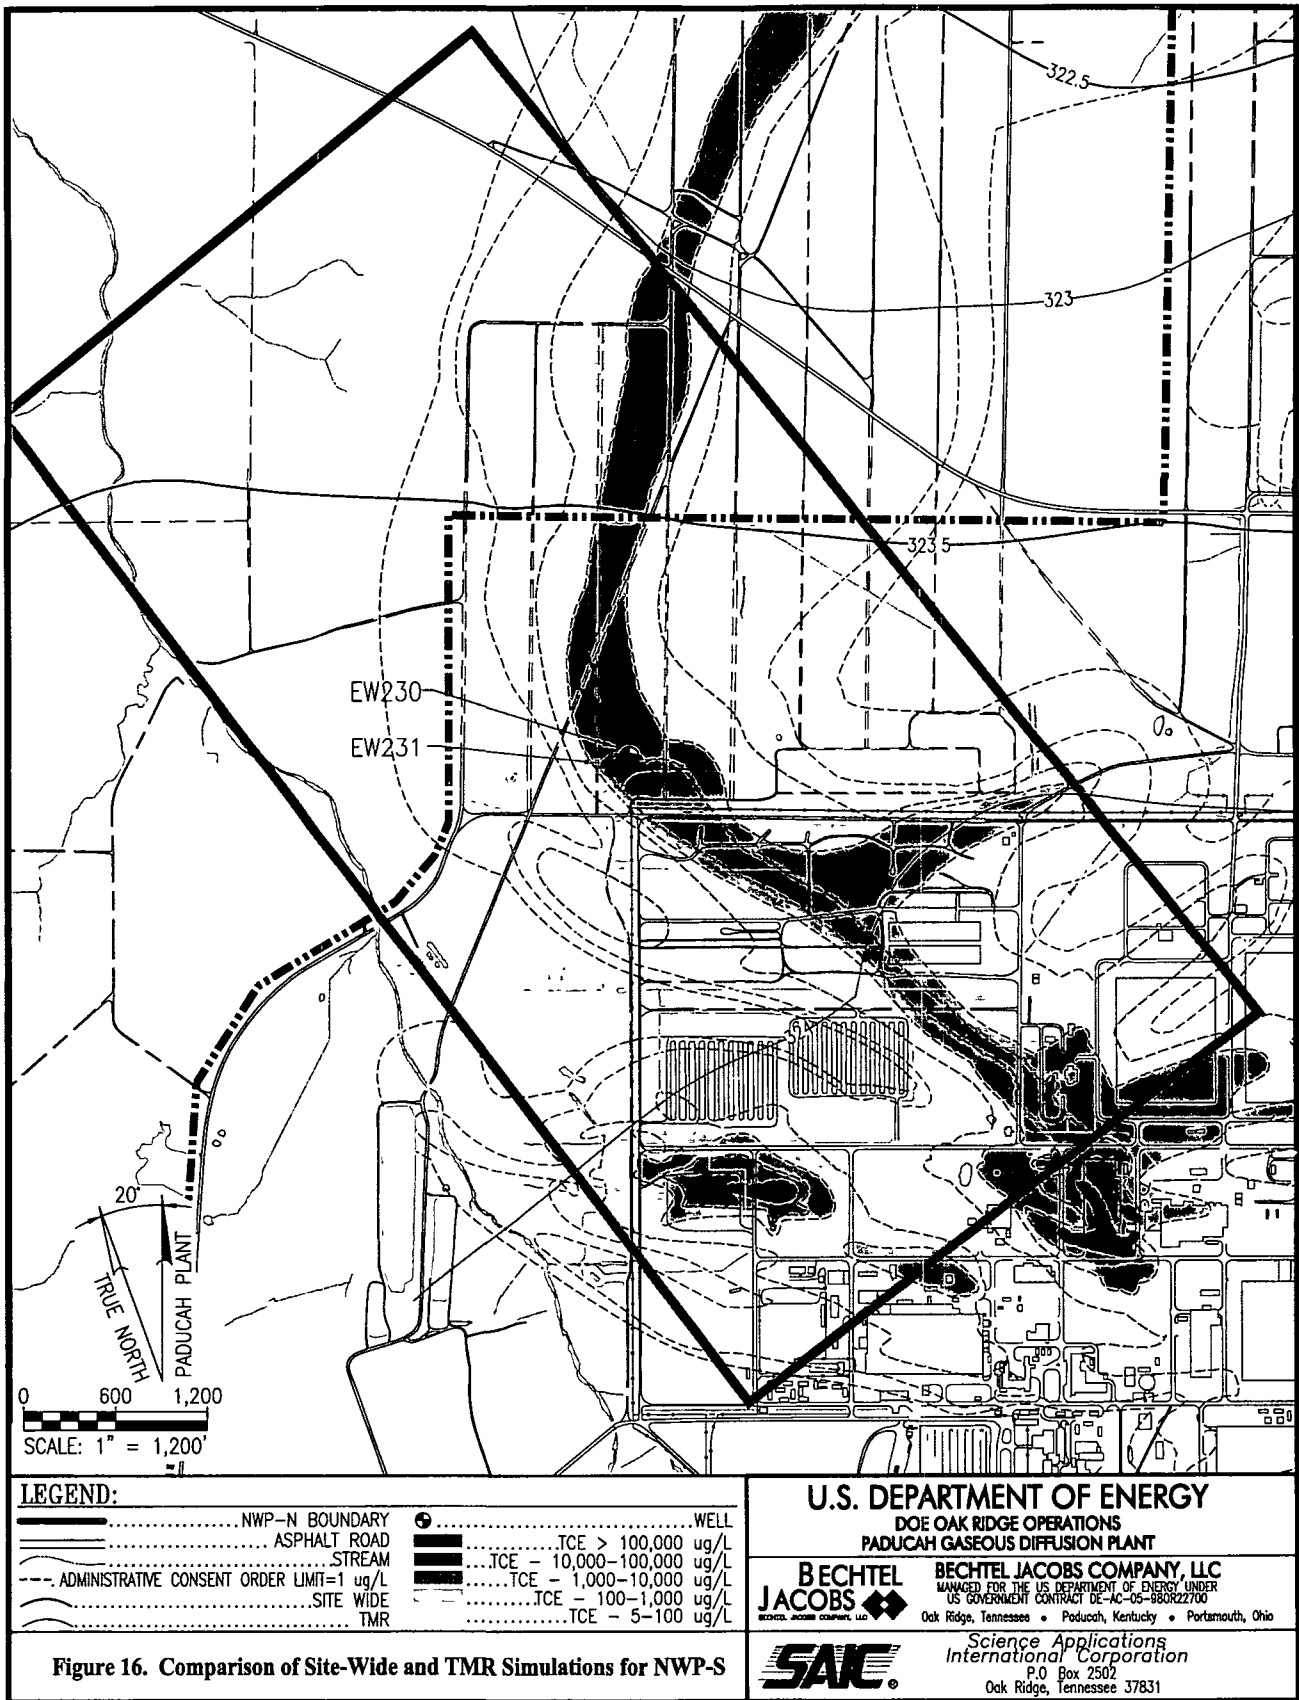 322.5
323
323.5
EW230
EW231
20°
TRUE NORTH
PADUCAH PLANT
0 600 1,200
SCALE: 1" = 1,200'
LEGEND:
NWP-N BOUNDARY
ASPHALT ROAD
STREAM
ADMINISTRATIVE CONSENT ORDER LIMIT=1 ug/L
SITE WIDE
TMR
WELL
TCE > 100,000 ug/L
TCE - 10,000-100,000 ug/L
TCE - 1,000-10,000 ug/L
TCE - 100-1,000 ug/L
TCE - 5-100 ug/L
Figure 16. Comparison of Site-Wide and TMR Simulations for NWP-S
U.S. DEPARTMENT OF ENERGY
DOE OAK RIDGE OPERATIONS
PADUCAH GASEOUS DIFFUSION PLANT
BECHTEL
JACOBS
BECHTEL JACOBS COMPANY, LLC
BECHTEL JACOBS COMPANY, LLC
MANAGED FOR THE US DEPARTMENT OF ENERGY UNDER
US GOVERNMENT CONTRACT DE-AC-05-980R22700
Oak Ridge, Tennessee • Paducah, Kentucky • Portsmouth, Ohio
SAIC
Science Applications
International Corporation
P.O Box 2502
Oak Ridge, Tennessee 37831